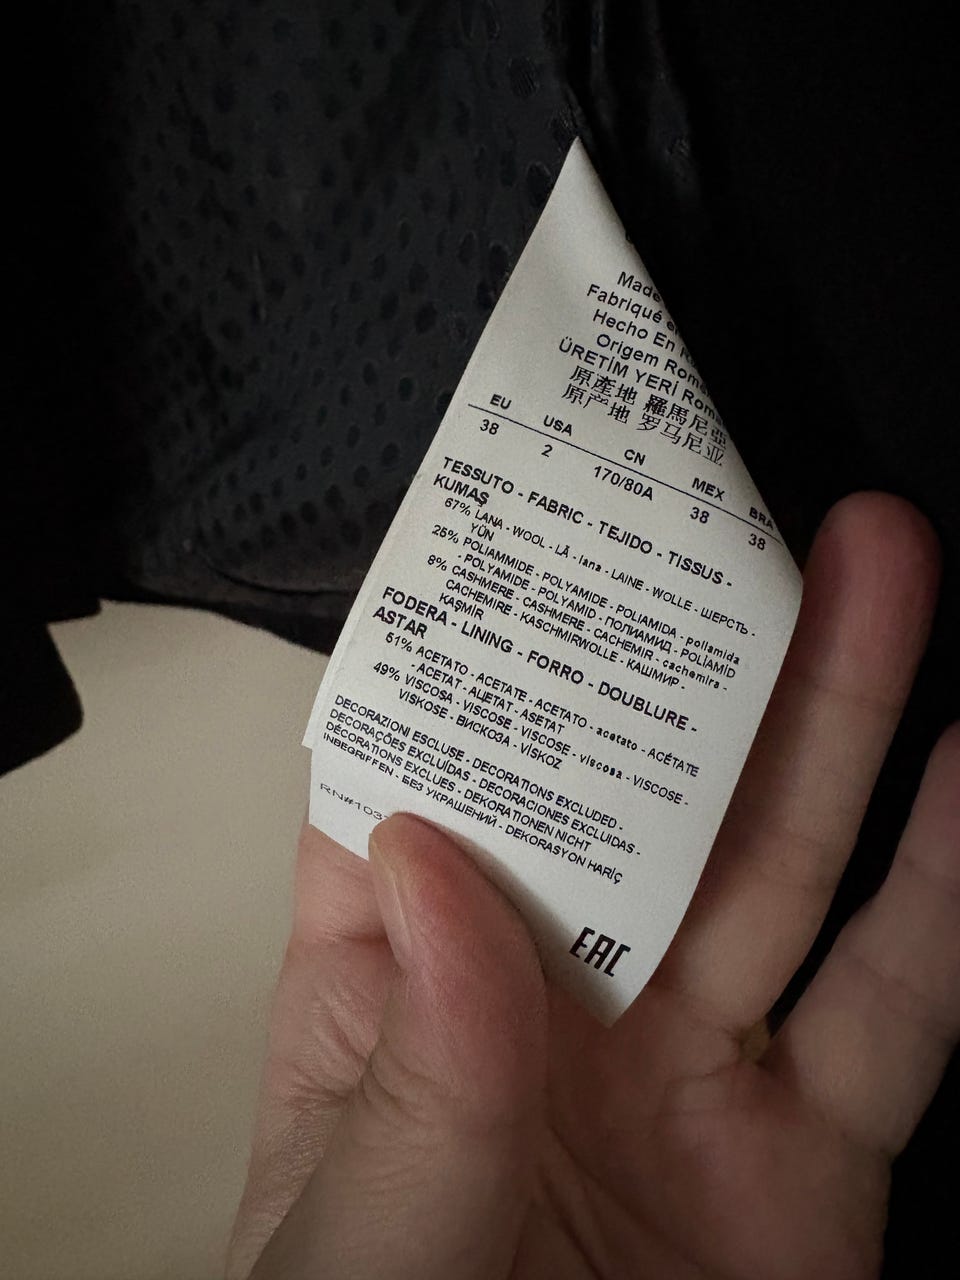 Made
Fabriqué
Hecho En
Origem
ÜRETİM YERİ
原產地 羅馬尼亞
原产地 罗马尼亚
EU USA CN MEX BRA
38 2 170/80A 38 38
TESSUTO - FABRIC - TEJIDO - TISSUS -
KUMAŞ
67% LANA - WOOL - LÃ - lana - LAINE - WOLLE - ШЕРСТЬ -
YÜN
25% POLIAMMIDE - POLYAMIDE - POLIAMIDA - poliamida
- POLYAMIDE - POLYAMID - ПОЛИАМИД - POLİAMİD
8% CASHMERE - CASHMERE - CACHEMIR - cachemira -
CACHEMIRE - KASCHMIRWOLLE - КАШМИР -
KAŞMİR
FODERA - LINING - FORRO - DOUBLURE -
ASTAR
51% ACETATO - ACETATE - ACETATO - acetato - ACÉTATE
- ACETAT - АЦЕТАТ - ASETAT
49% VISCOSA - VISCOSE - VISCOSE - viscosa - VISCOSE -
VISKOSE - ВИСКОЗА - VİSKOZ
DECORAZIONI ESCLUSE - DECORATIONS EXCLUDED -
DECORAÇÕES EXCLUÍDAS - DECORACIONES EXCLUIDAS -
DÉCORATIONS EXCLUES - DEKORATIONEN NICHT
INBEGRIFFEN - БЕЗ УКРАШЕНИЙ - DEKORASYON HARİÇ
EAC